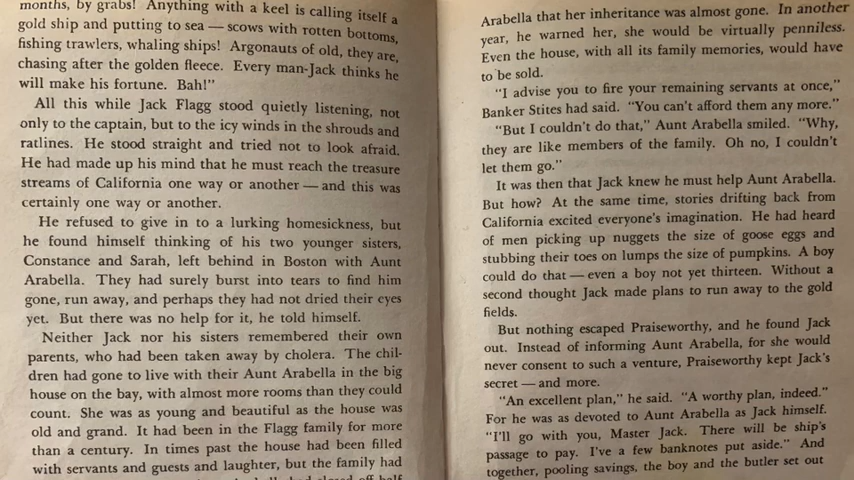 months, by grabs! Anything with a keel is calling itself a
gold ship and putting to sea — scows with rotten bottoms,
fishing trawlers, whaling ships! Argonauts of old, they are,
chasing after the golden fleece. Every man-Jack thinks he
will make his fortune. Bah!"
All this while Jack Flagg stood quietly listening, not
only to the captain, but to the icy winds in the shrouds and
ratlines. He stood straight and tried not to look afraid.
He had made up his mind that he must reach the treasure
streams of California one way or another — and this was
certainly one way or another.
He refused to give in to a lurking homesickness, but
he found himself thinking of his two younger sisters,
Constance and Sarah, left behind in Boston with Aunt
Arabella. They had surely burst into tears to find him
gone, run away, and perhaps they had not dried their eyes
yet. But there was no help for it, he told himself.
Neither Jack nor his sisters remembered their own
parents, who had been taken away by cholera. The chil-
dren had gone to live with their Aunt Arabella in the big
house on the bay, with almost more rooms than they could
count. She was as young and beautiful as the house was
old and grand. It had been in the Flagg family for more
than a century. In times past the house had been filled
with servants and guests and laughter, but the family had
Arabella that her inheritance was almost gone. In another
year, he warned her, she would be virtually penniless.
Even the house, with all its family memories, would have
to be sold.
"I advise you to fire your remaining servants at once,"
Banker Stites had said. "You can't afford them any more."
"But I couldn't do that," Aunt Arabella smiled. "Why,
they are like members of the family. Oh no, I couldn't
let them go."
It was then that Jack knew he must help Aunt Arabella.
But how? At the same time, stories drifting back from
California excited everyone's imagination. He had heard
of men picking up nuggets the size of goose eggs and
stubbing their toes on lumps the size of pumpkins. A boy
could do that — even a boy not yet thirteen. Without a
second thought Jack made plans to run away to the gold
fields.
But nothing escaped Praiseworthy, and he found Jack
out. Instead of informing Aunt Arabella, for she would
never consent to such a venture, Praiseworthy kept Jack's
secret — and more.
"An excellent plan," he said. "A worthy plan, indeed."
For he was as devoted to Aunt Arabella as Jack himself.
"I'll go with you, Master Jack. There will be ship's
passage to pay. I've a few banknotes put aside." And
together, pooling savings, the boy and the butler set out